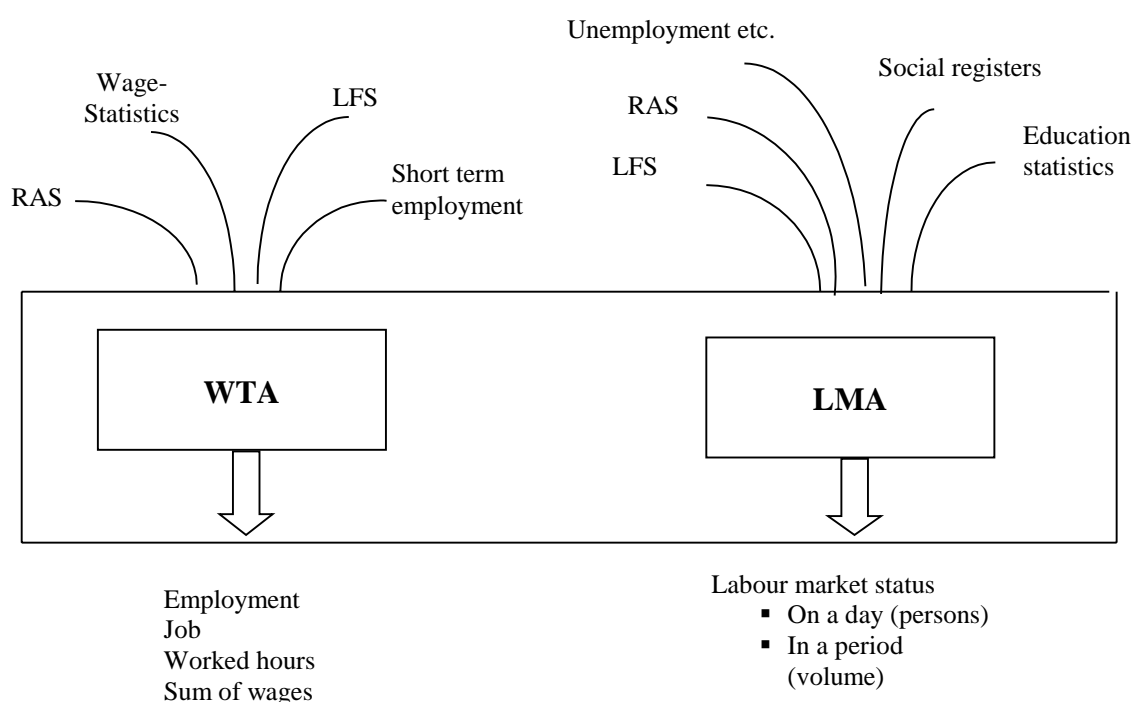 Unemployment etc.
Social registers
Wage-
Statistics
LFS
RAS
Education
statistics
LFS
Short term
employment
RAS
WTA
LMA
Employment
Job
Worked hours
Sum of wages
Labour market status
▪ On a day (persons)
▪ In a period
(volume)